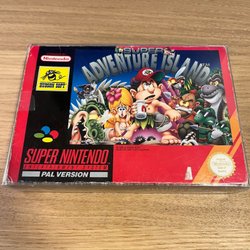 Nintendo
SUPER
ADVENTURE ISLAND
HUDSON SOFT
SUPER NINTENDO
ENTERTAINMENT SYSTEM
PAL VERSION